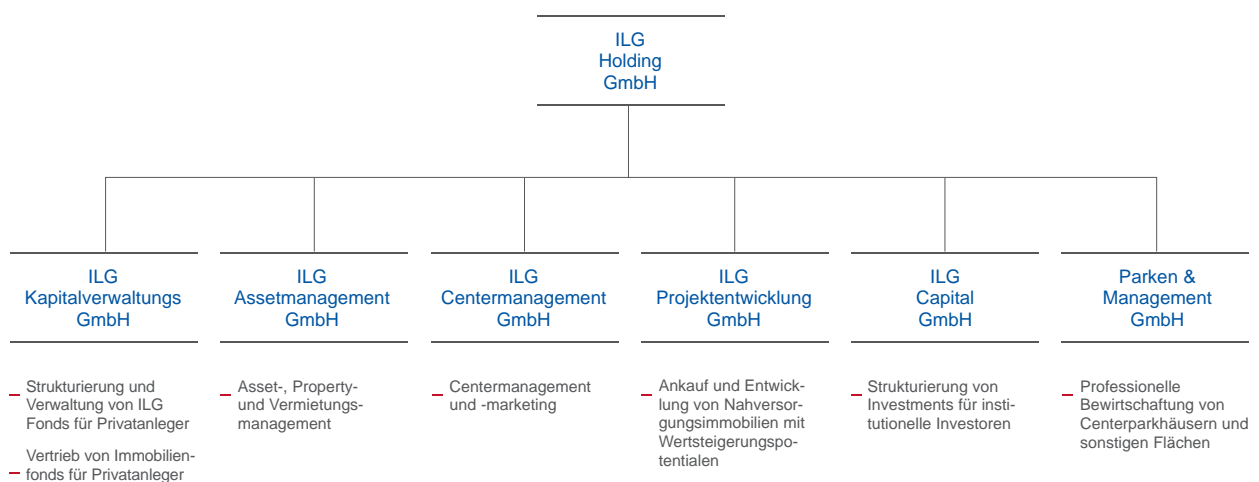 ILG
Holding
GmbH
ILG
Kapitalverwaltungs
GmbH
ILG
Assetmanagement
GmbH
ILG
Centermanagement
GmbH
ILG
Projektentwicklung
GmbH
ILG
Capital
GmbH
Parken &
Management
GmbH
Strukturierung und
Verwaltung von ILG
Fonds für Privatanleger
Vertrieb von Immobilien-
fonds für Privatanleger
Asset-, Property-
und Vermietungs-
management
Centermanagement
und -marketing
Ankauf und Entwick-
lung von Nahversor-
gungsimmobilien mit
Wertsteigerungspo-
tentialen
Strukturierung von
Investments für insti-
tutionelle Investoren
Professionelle
Bewirtschaftung von
Centerparkhäusern und
sonstigen Flächen